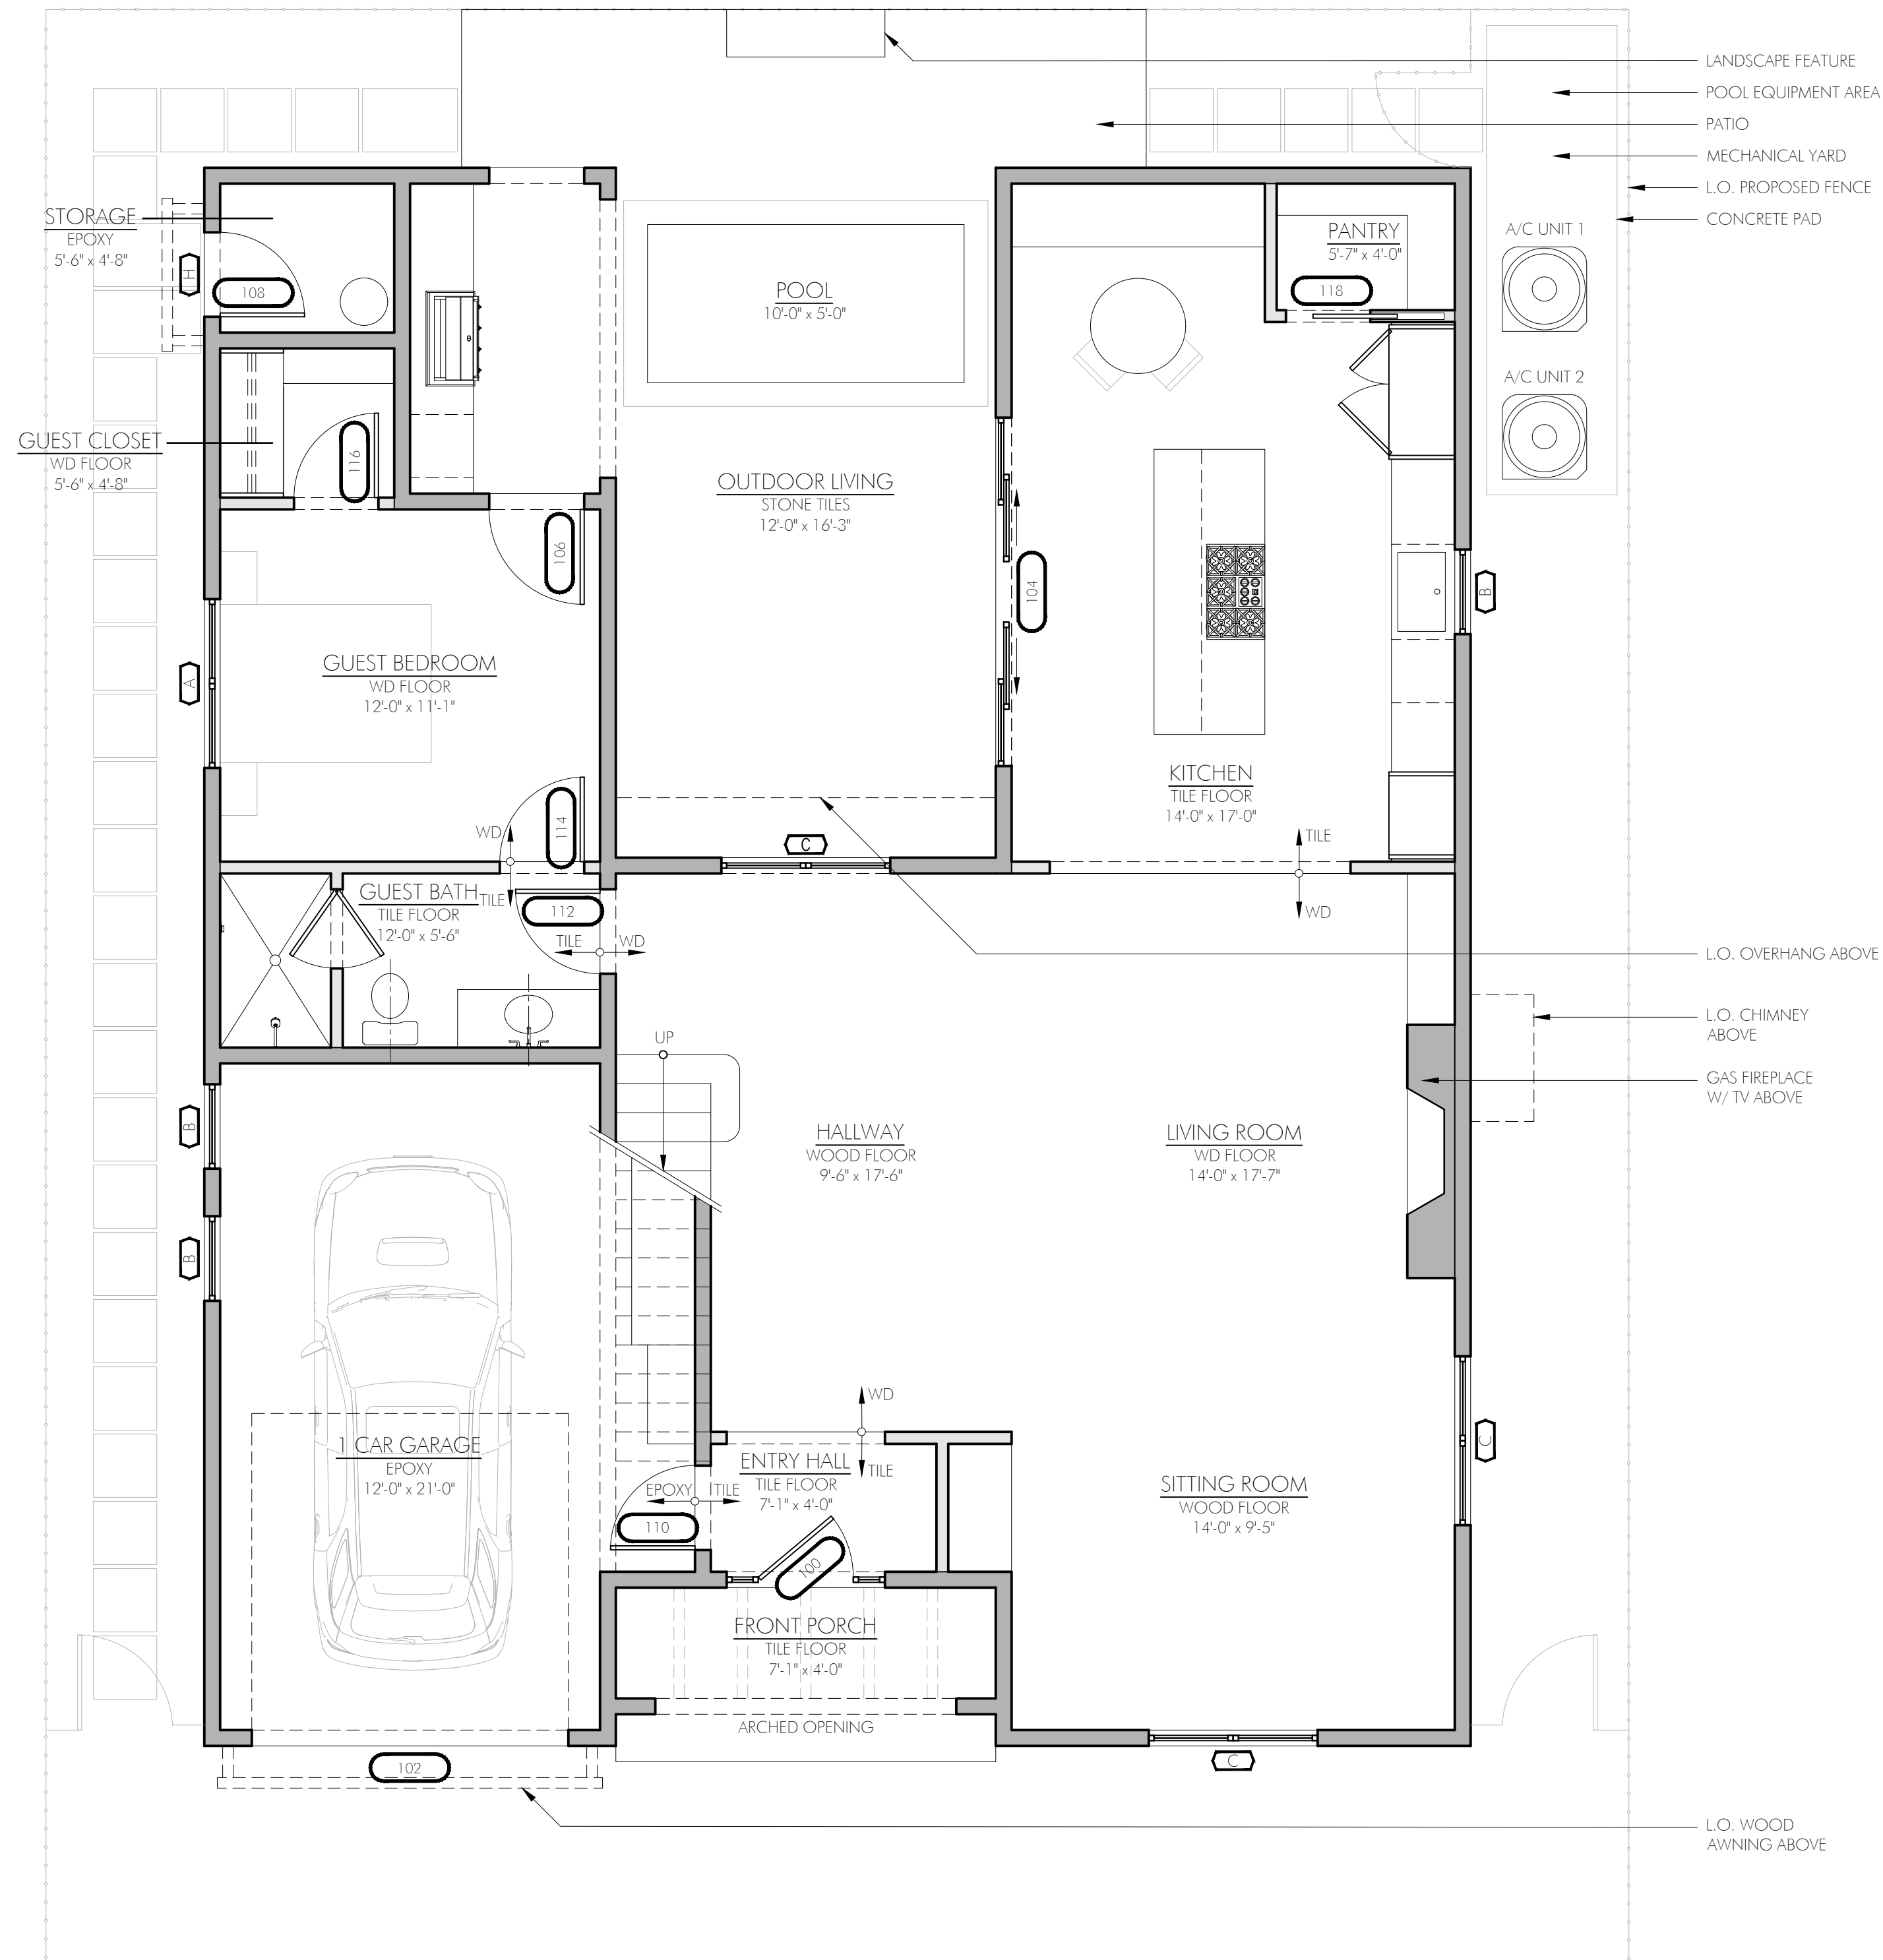 LANDSCAPE FEATURE
POOL EQUIPMENT AREA
PATIO
MECHANICAL YARD
L.O. PROPOSED FENCE
CONCRETE PAD
STORAGE
EPOXY
5'-6" x 4'-8"
H
108
PANTRY
5'-7" x 4'-0"
118
A/C UNIT 1
A/C UNIT 2
POOL
10'-0" x 5'-0"
GUEST CLOSET
WD FLOOR
5'-6" x 4'-8"
116
OUTDOOR LIVING
STONE TILES
12'-0" x 16'-3"
106
104
B
GUEST BEDROOM
WD FLOOR
12'-0" x 11'-1"
A
KITCHEN
TILE FLOOR
14'-0" x 17'-0"
114
WD
TILE
C
TILE
WD
GUEST BATH
TILE FLOOR
12'-0" x 5'-6"
112
TILE
WD
L.O. OVERHANG ABOVE
L.O. CHIMNEY
ABOVE
GAS FIREPLACE
W/ TV ABOVE
UP
B
HALLWAY
WOOD FLOOR
9'-6" x 17'-6"
LIVING ROOM
WD FLOOR
14'-0" x 17'-7"
B
WD
TILE
C
1 CAR GARAGE
EPOXY
12'-0" x 21'-0"
ENTRY HALL
TILE FLOOR
7'-1" x 4'-0"
EPOXY
TILE
110
100
SITTING ROOM
WOOD FLOOR
14'-0" x 9'-5"
FRONT PORCH
TILE FLOOR
7'-1" x 4'-0"
ARCHED OPENING
102
C
L.O. WOOD
AWNING ABOVE